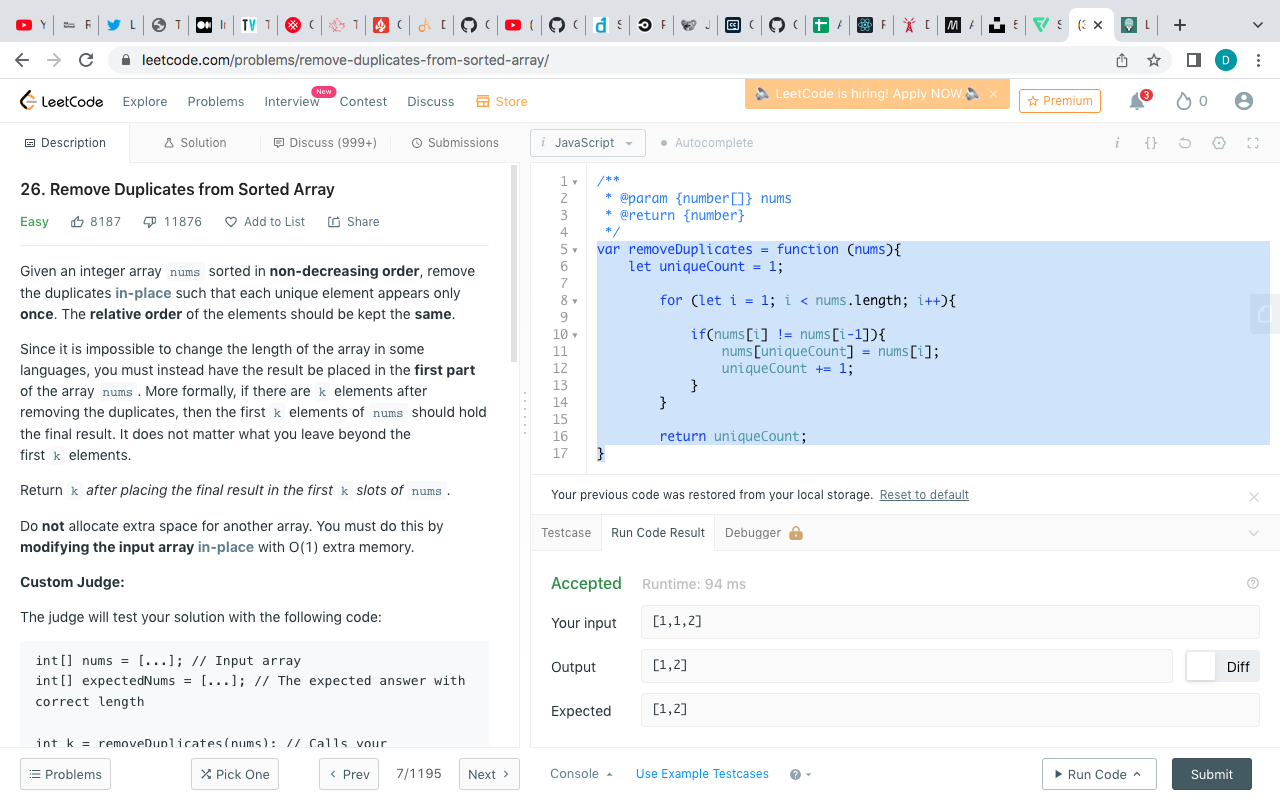 leetcode.com/problems/remove-duplicates-from-sorted-array/
D
LeetCode
Explore
Problems
Interview
New
Contest
Discuss
Store
LeetCode is hiring! Apply NOW.
×
Premium
3
0
Description
Solution
Discuss (999+)
Submissions
i JavaScript
Autocomplete
26. Remove Duplicates from Sorted Array
Easy
8187
11876
Add to List
Share
Given an integer array nums sorted in non-decreasing order, remove
the duplicates in-place such that each unique element appears only
once. The relative order of the elements should be kept the same.
Since it is impossible to change the length of the array in some
languages, you must instead have the result be placed in the first part
of the array nums. More formally, if there are k elements after
removing the duplicates, then the first k elements of nums should hold
the final result. It does not matter what you leave beyond the
first k elements.
Return k after placing the final result in the first k slots of nums.
Do not allocate extra space for another array. You must do this by
modifying the input array in-place with O(1) extra memory.
Custom Judge:
The judge will test your solution with the following code:
int[] nums = [...]; // Input array
int[] expectedNums = [...]; // The expected answer with
correct length
int k = removeDuplicates(nums); // Calls your
1 /**
2 * @param {number[]} nums
3 * @return {number}
4 */
5 var removeDuplicates = function (nums){
6 let uniqueCount = 1;
7
8 for (let i = 1; i < nums.length; i++){
9
10 if(nums[i] != nums[i-1]){
11 nums[uniqueCount] = nums[i];
12 uniqueCount += 1;
13 }
14 }
15
16 return uniqueCount;
17 }
Your previous code was restored from your local storage. Reset to default
Testcase
Run Code Result
Debugger
Accepted
Runtime: 94 ms
Your input
[1,1,2]
Output
[1,2]
Diff
Expected
[1,2]
Problems
Pick One
Prev
7/1195
Next
Console
Use Example Testcases
Run Code
Submit